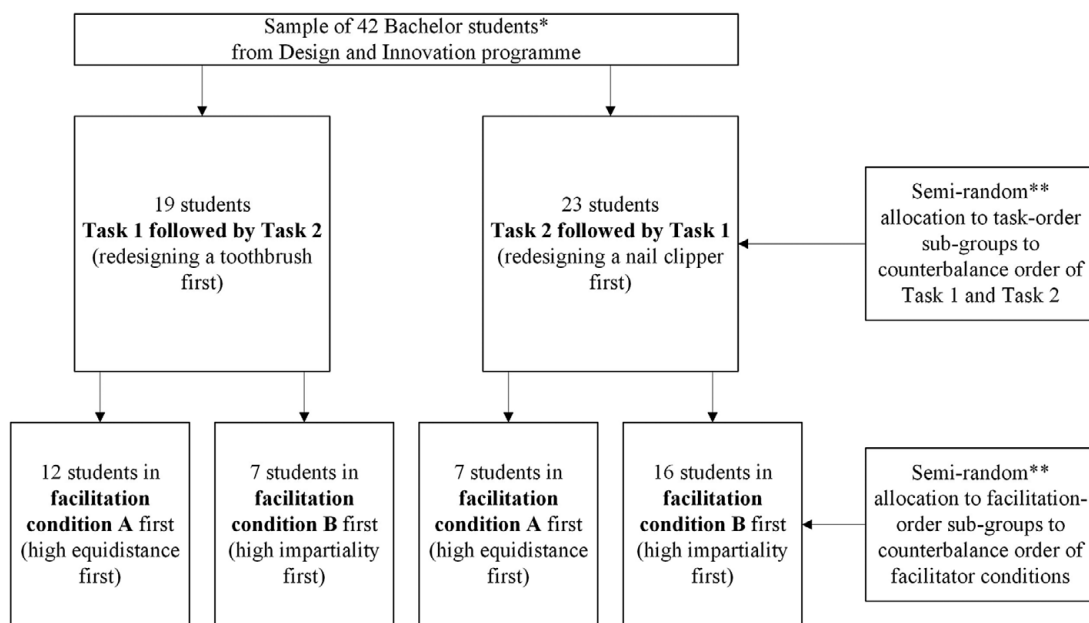 Sample of 42 Bachelor students*
from Design and Innovation programme
19 students
Task 1 followed by Task 2
(redesigning a toothbrush
first)
23 students
Task 2 followed by Task 1
(redesigning a nail clipper
first)
Semi-random**
allocation to task-order
sub-groups to
counterbalance order of
Task 1 and Task 2
12 students in
facilitation
condition A first
(high equidistance
first)
7 students in
facilitation
condition B first
(high impartiality
first)
7 students in
facilitation
condition A first
(high equidistance
first)
16 students in
facilitation
condition B first
(high impartiality
first)
Semi-random**
allocation to facilitation-
order sub-groups to
counterbalance order of
facilitator conditions